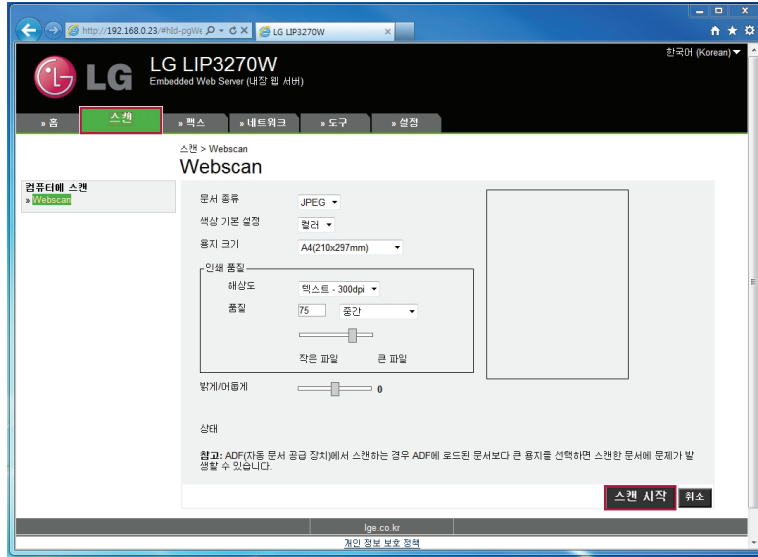 http://192.168.0.23/#hId-pgWe
LG LIP3270W
한국어 (Korean)
LG
LG LIP3270W
Embedded Web Server (내장 웹 서버)
» 홈
스캔
» 팩스
» 네트워크
» 도구
» 설정
스캔 > Webscan
Webscan
컴퓨터에 스캔
» Webscan
문서 종류
JPEG
색상 기본 설정
컬러
용지 크기
A4(210x297mm)
인쇄 품질
해상도
텍스트 - 300dpi
품질
75
중간
작은 파일
큰 파일
밝게/어둡게
0
상태
참고: ADF(자동 문서 공급 장치)에서 스캔하는 경우 ADF에 로드된 문서보다 큰 용지를 선택하면 스캔한 문서에 문제가 발
생할 수 있습니다.
스캔 시작
취소
lge.co.kr
개인 정보 보호 정책